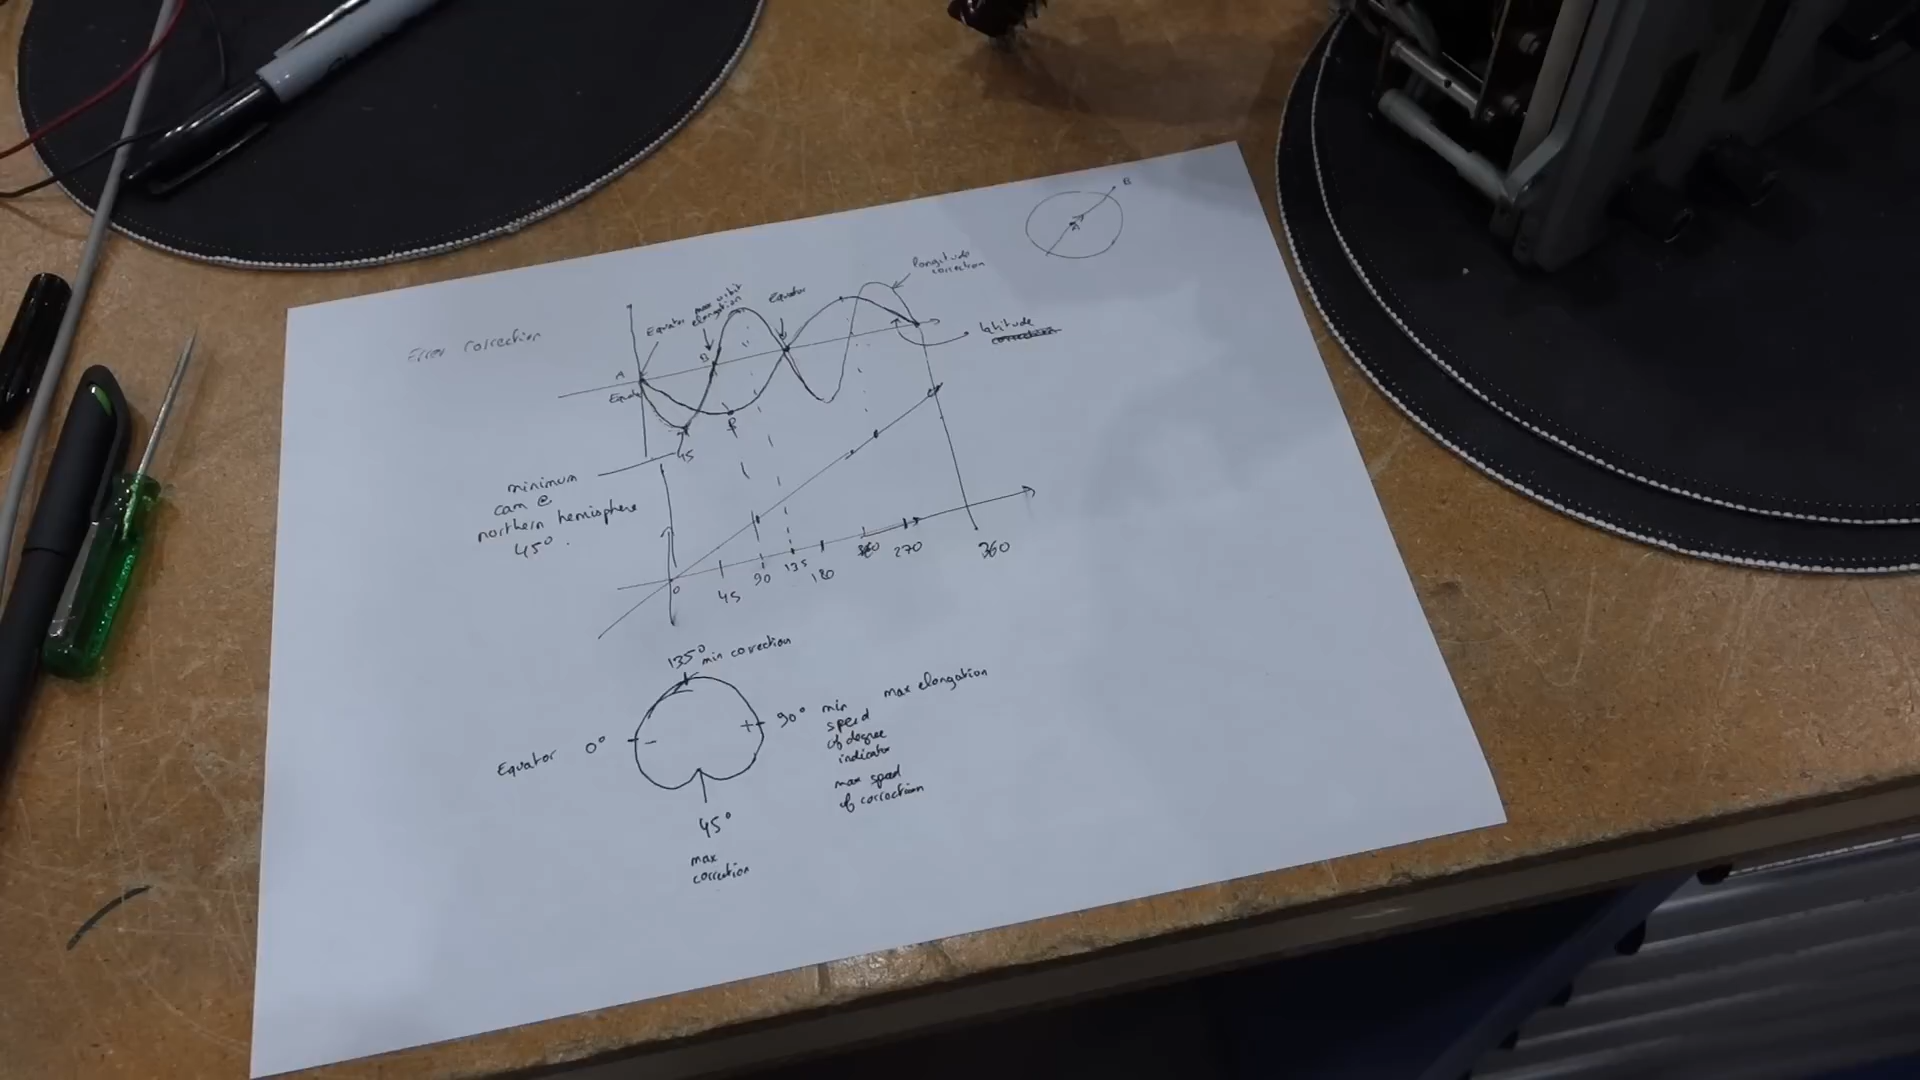 Error correction
B
A
longitude
correction
max orbit
elongation
Equator
Equator
latitude
correction
A
B
Equator
45
minimum
cam @
northern hemisphere
45°.
0
45
90
135
180
270
360
135° min correction
Equator 0°
90° min
speed
of degree
indicator
max elongation
max speed
of correction
45°
max
correction